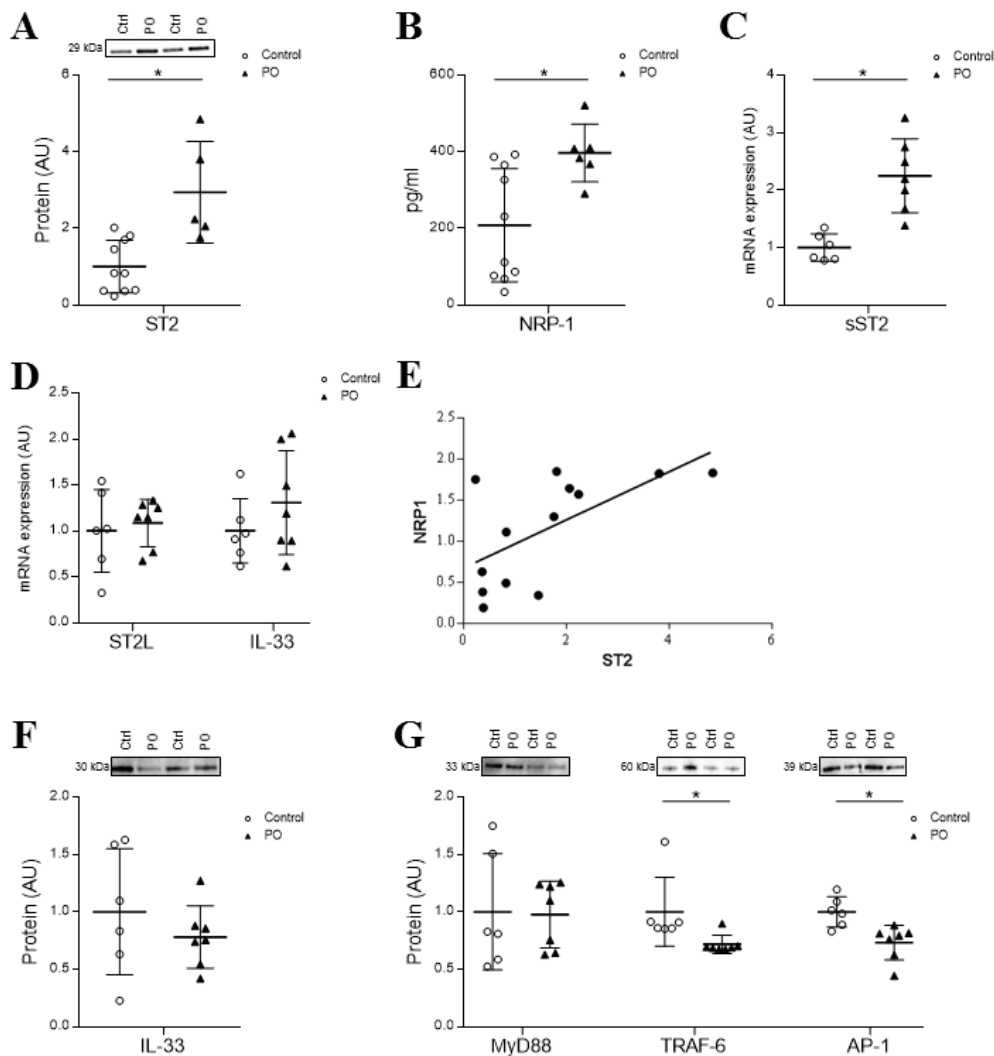 A
Ctrl
PO
Ctrl
PO
29 kDa
Control
PO
*
6
4
2
0
Protein (AU)
ST2
B
Control
PO
*
600
400
200
0
pg/ml
NRP-1
C
Control
PO
*
4
3
2
1
0
mRNA expression (AU)
sST2
D
Control
PO
2.5
2.0
1.5
1.0
0.5
0.0
mRNA expression (AU)
ST2L
IL-33
E
2.5
2.0
1.5
1.0
0.5
0.0
NRP1
0
2
4
6
ST2
F
Ctrl
PO
Ctrl
PO
30 kDa
Control
PO
2.0
1.5
1.0
0.5
0.0
Protein (AU)
IL-33
G
Ctrl
PO
Ctrl
PO
33 kDa
Ctrl
PO
Ctrl
PO
60 kDa
Ctrl
PO
Ctrl
PO
39 kDa
*
*
Control
PO
2.0
1.5
1.0
0.5
0.0
Protein (AU)
MyD88
TRAF-6
AP-1